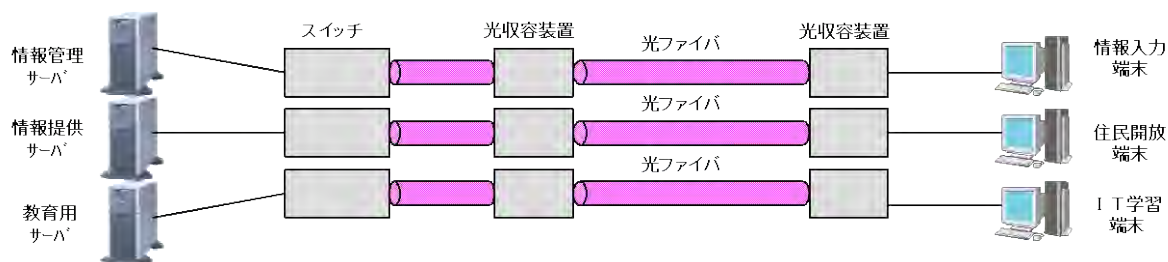 スイッチ
光収容装置
光ファイバ
光収容装置
情報管理
サーバ
情報入力
端末
光ファイバ
情報提供
サーバ
住民開放
端末
光ファイバ
教育用
サーバ
ＩＴ学習
端末